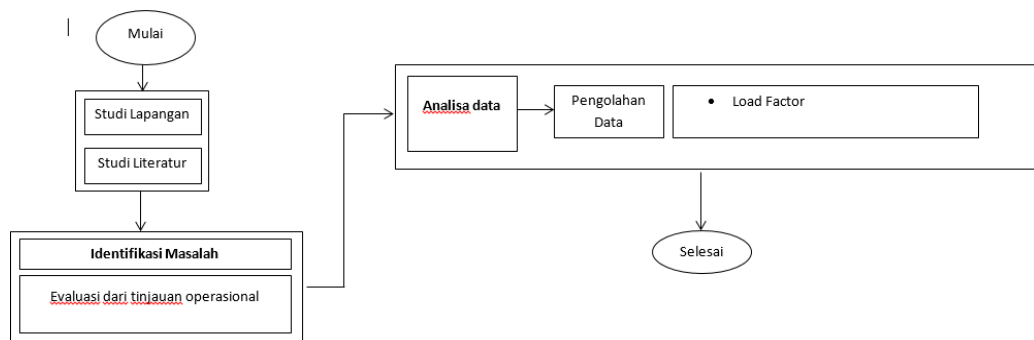 Mulai
Studi Lapangan
Studi Literatur
Identifikasi Masalah
Evaluasi dari tinjauan operasional
Analisa data
Pengolahan
Data
• Load Factor
Selesai